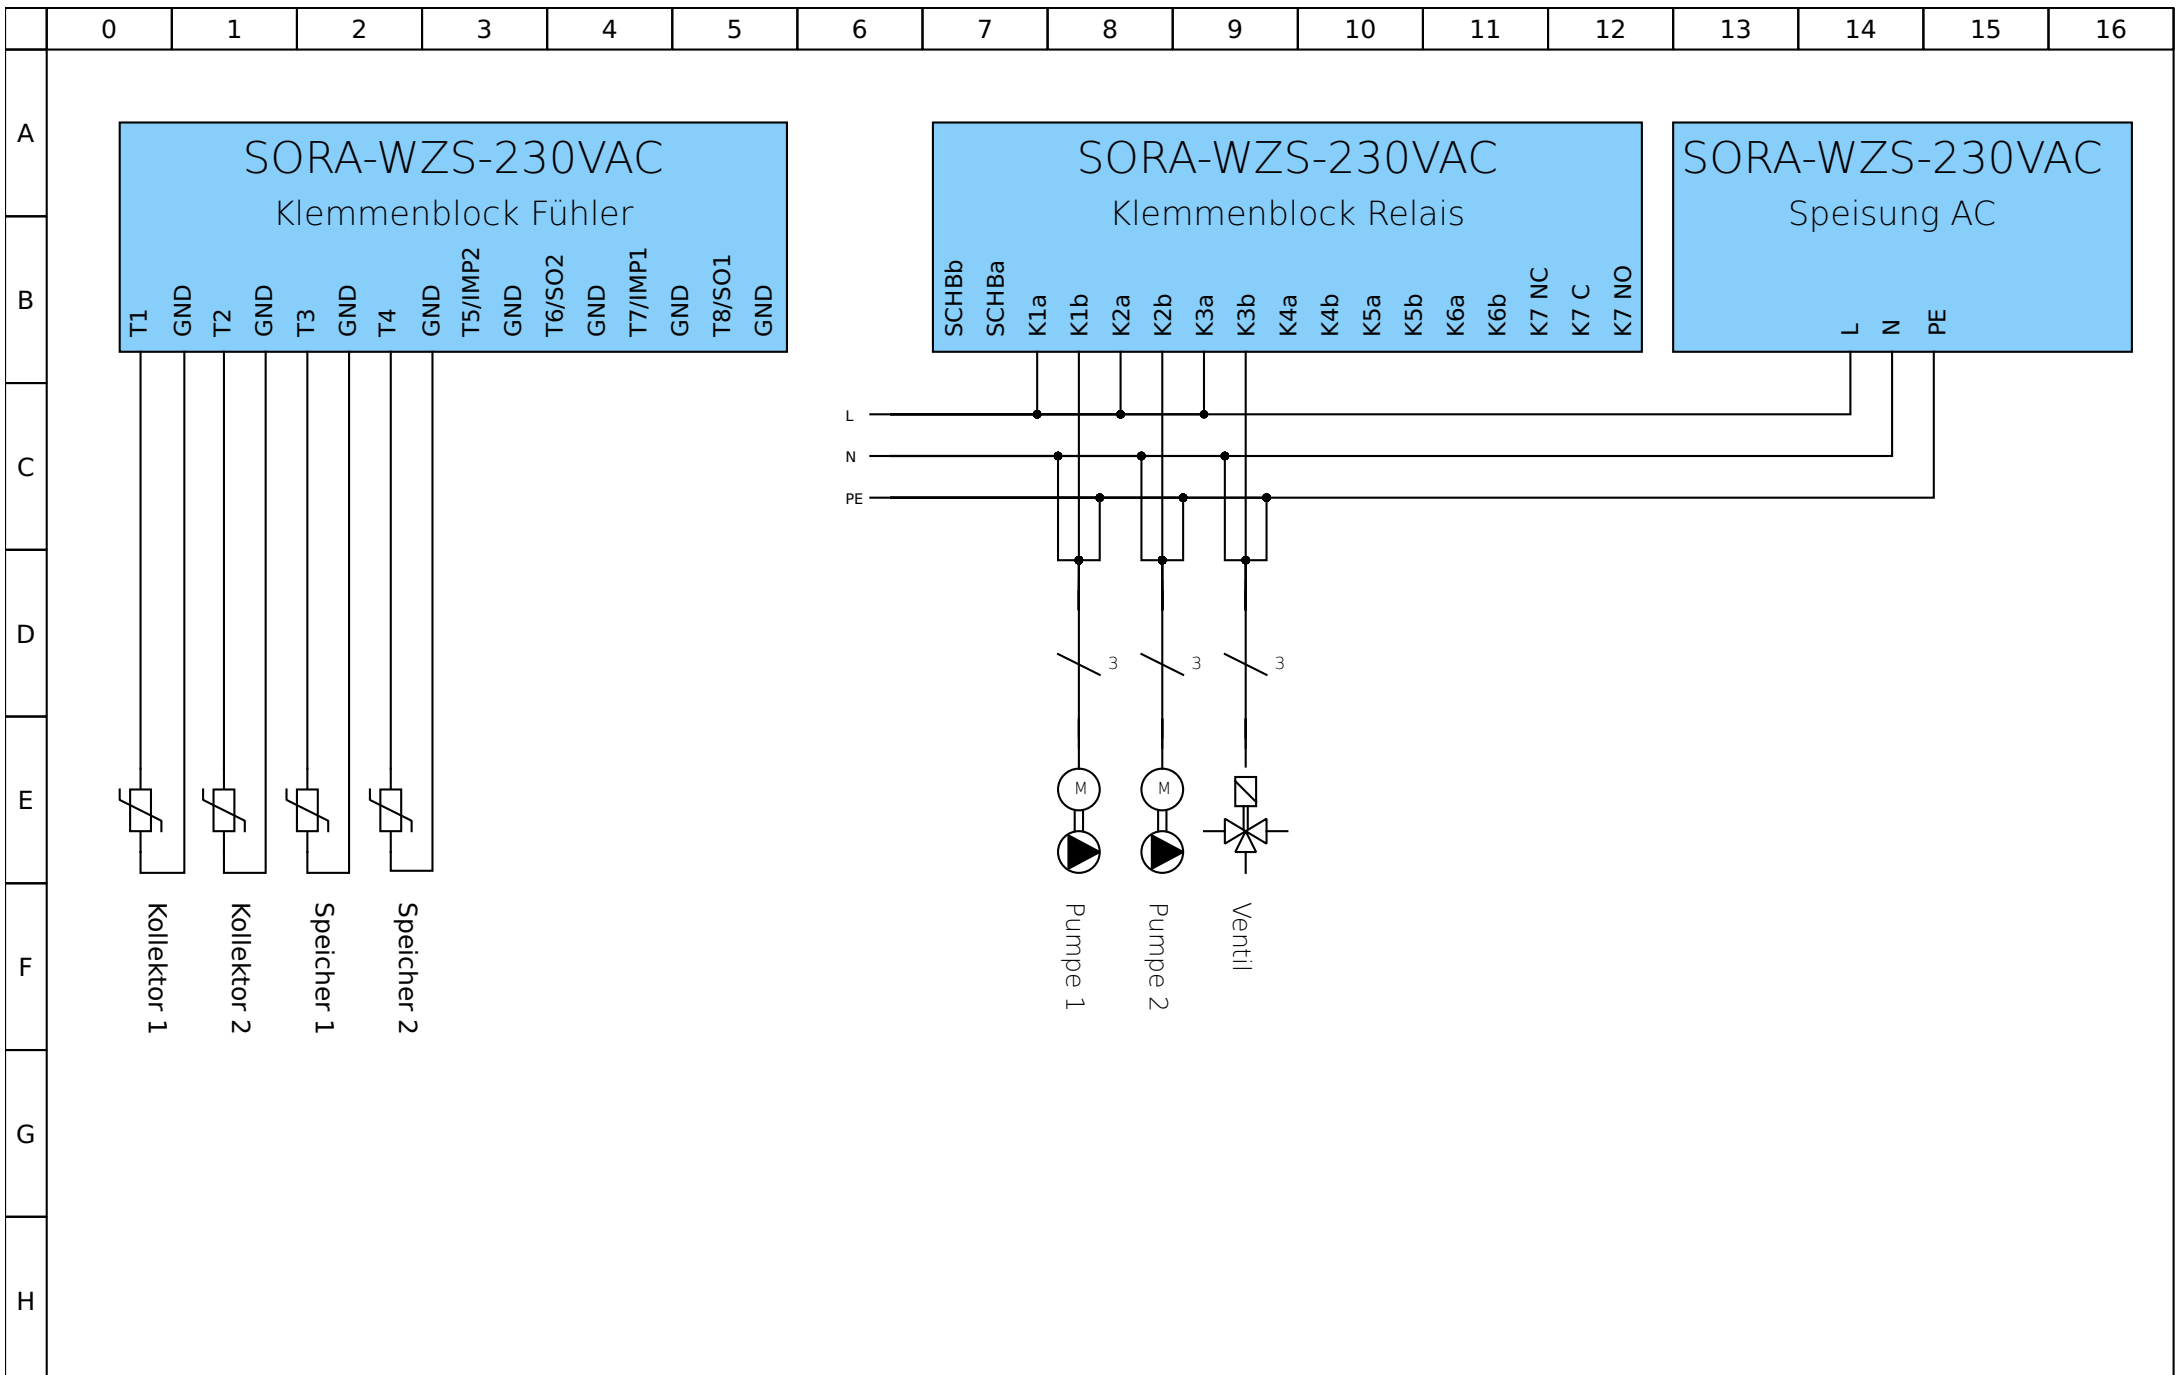 0 1 2 3 4 5 6 7 8 9 10 11 12 13 14 15 16
A
B
C
D
E
F
G
H
SORA-WZS-230VAC
Klemmenblock Fühler
T1 GND T2 GND T3 GND T4 GND T5/IMP2 GND T6/SO2 GND T7/IMP1 GND T8/SO1 GND
SORA-WZS-230VAC
Klemmenblock Relais
SCHBb SCHBa K1a K1b K2a K2b K3a K3b K4a K4b K5a K5b K6a K6b K7 NC K7 C K7 NO
SORA-WZS-230VAC
Speisung AC
L N PE
L
N
PE
3 3 3
M M
Kollektor 1
Kollektor 2
Speicher 1
Speicher 2
Pumpe 1
Pumpe 2
Ventil